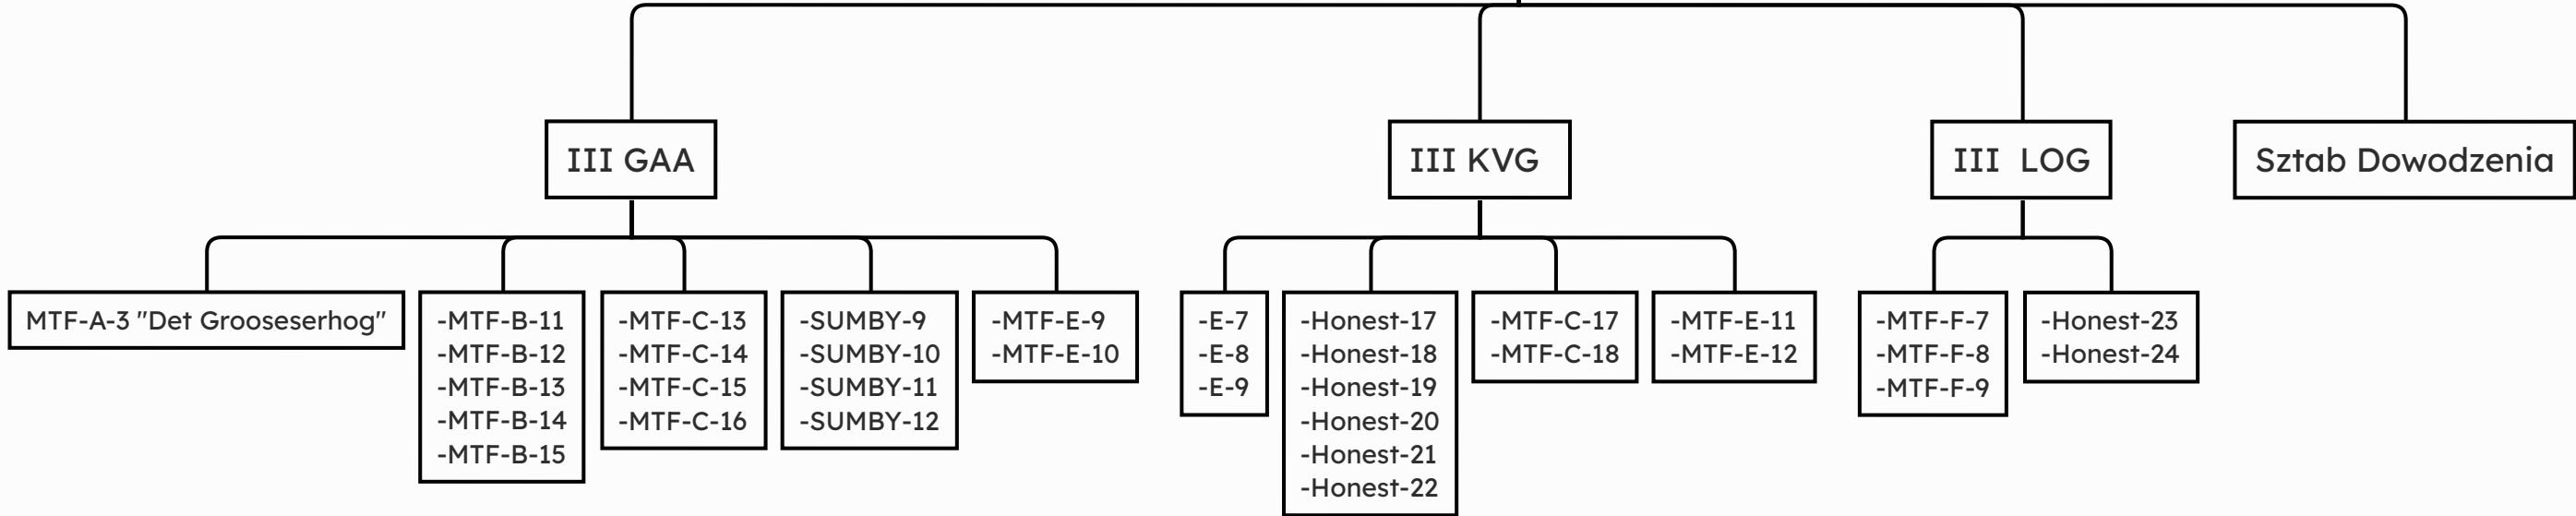 III GAA
III KVG
III LOG
Sztab Dowodzenia
MTF-A-3 "Det Grooseserhog"
-MTF-B-11
-MTF-B-12
-MTF-B-13
-MTF-B-14
-MTF-B-15
-MTF-C-13
-MTF-C-14
-MTF-C-15
-MTF-C-16
-SUMBY-9
-SUMBY-10
-SUMBY-11
-SUMBY-12
-MTF-E-9
-MTF-E-10
-E-7
-E-8
-E-9
-Honest-17
-Honest-18
-Honest-19
-Honest-20
-Honest-21
-Honest-22
-MTF-C-17
-MTF-C-18
-MTF-E-11
-MTF-E-12
-MTF-F-7
-MTF-F-8
-MTF-F-9
-Honest-23
-Honest-24